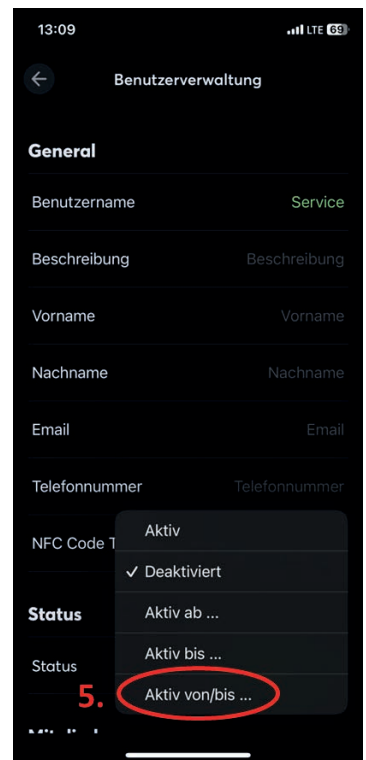 13:09 LTE 69
Benutzerverwaltung
General
Benutzername Service
Beschreibung Beschreibung
Vorname Vorname
Nachname Nachname
Email Email
Telefonnummer Telefonnummer
NFC Code T
Aktiv
✓ Deaktiviert
Status
Aktiv ab ...
Status
Aktiv bis ...
5. Aktiv von/bis ...